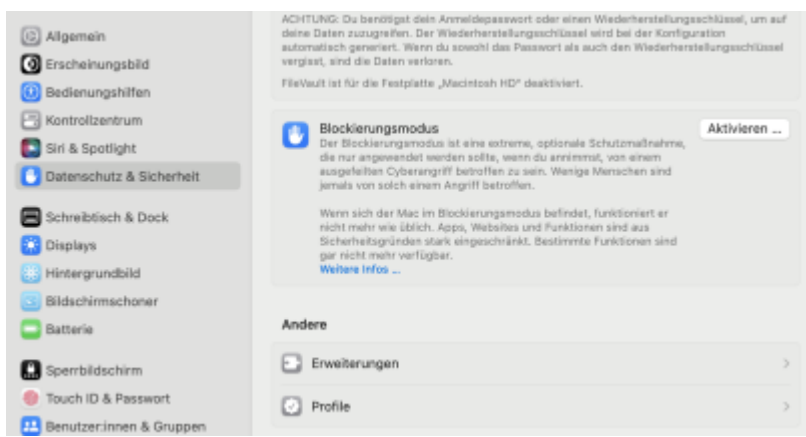 Allgemein
Erscheinungsbild
Bedienungshilfen
Kontrollzentrum
Siri & Spotlight
Datenschutz & Sicherheit
Schreibtisch & Dock
Displays
Hintergrundbild
Bildschirmschoner
Batterie
Sperrbildschirm
Touch ID & Passwort
Benutzer:innen & Gruppen
ACHTUNG: Du benötigst dein Anmeldepasswort oder einen Wiederherstellungsschlüssel, um auf
deine Daten zuzugreifen. Der Wiederherstellungsschlüssel wird bei der Konfiguration
automatisch generiert. Wenn du sowohl das Passwort als auch den Wiederherstellungsschlüssel
vergisst, sind die Daten verloren.
FileVault ist für die Festplatte „Macintosh HD“ deaktiviert.
Blockierungsmodus
Aktivieren ...
Der Blockierungsmodus ist eine extreme, optionale Schutzmaßnahme,
die nur angewendet werden sollte, wenn du annimmst, von einem
ausgefeilten Cyberangriff betroffen zu sein. Wenige Menschen sind
jemals von solch einem Angriff betroffen.
Wenn sich der Mac im Blockierungsmodus befindet, funktioniert er
nicht mehr wie üblich. Apps, Websites und Funktionen sind aus
Sicherheitsgründen stark eingeschränkt. Bestimmte Funktionen sind
gar nicht mehr verfügbar.
Weitere Infos ...
Andere
Erweiterungen
Profile